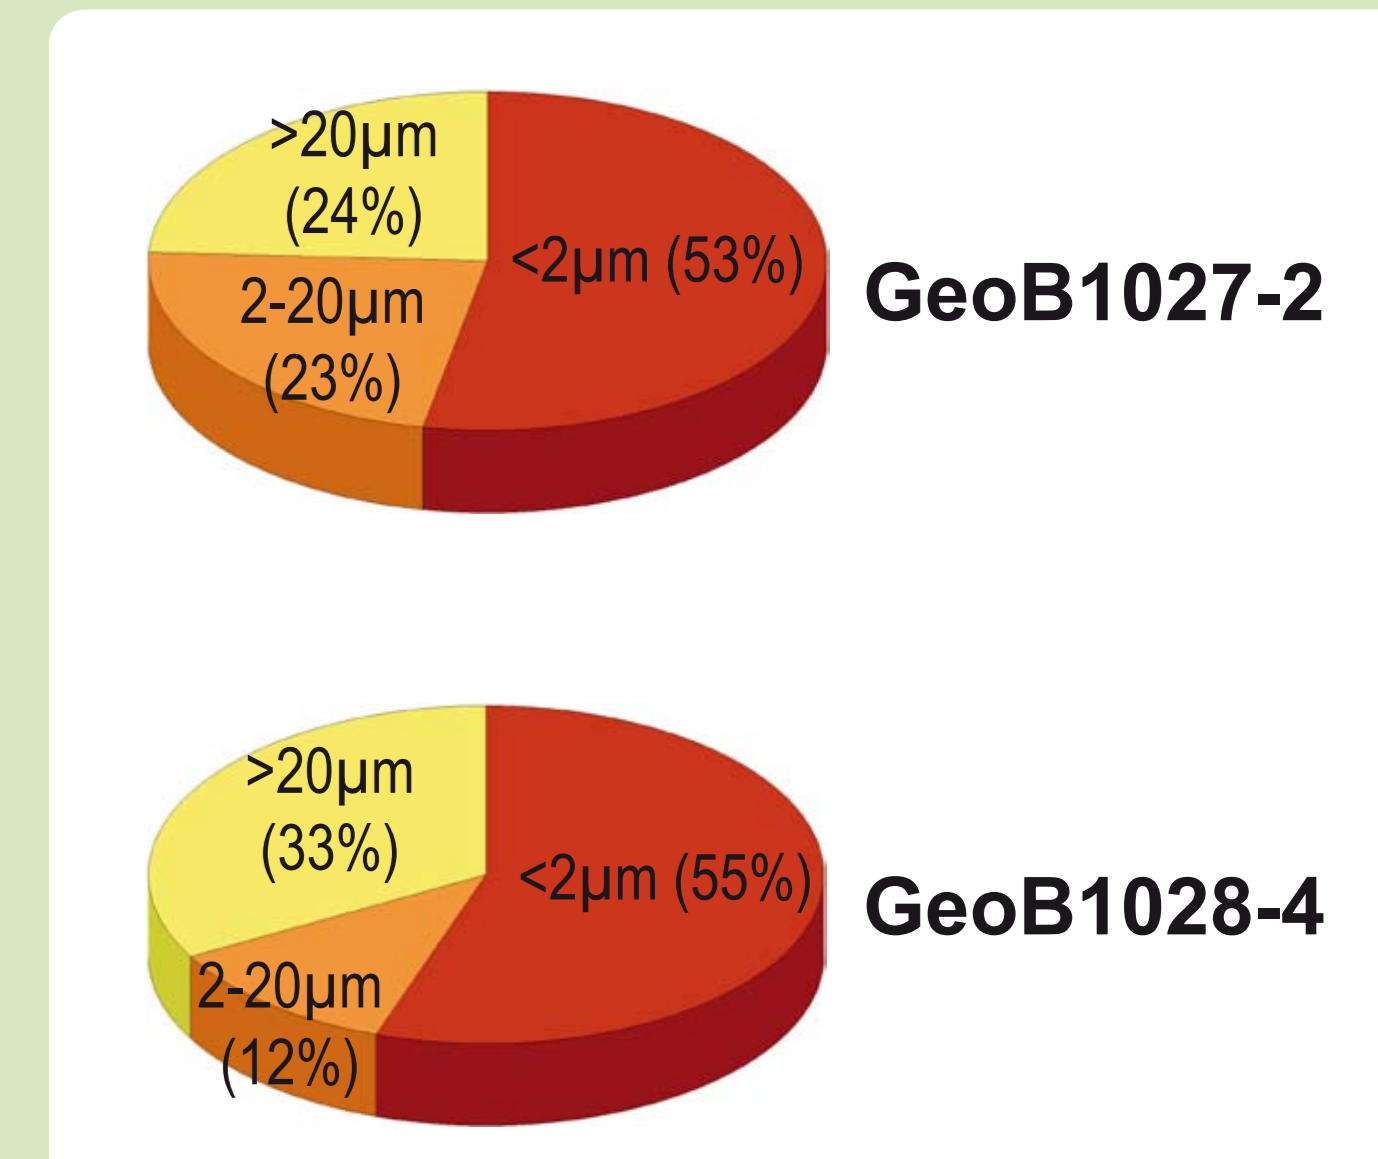 >20µm
(24%)
<2µm (53%)
2-20µm
(23%)
GeoB1027-2
>20µm
(33%)
<2µm (55%)
2-20µm
(12%)
GeoB1028-4